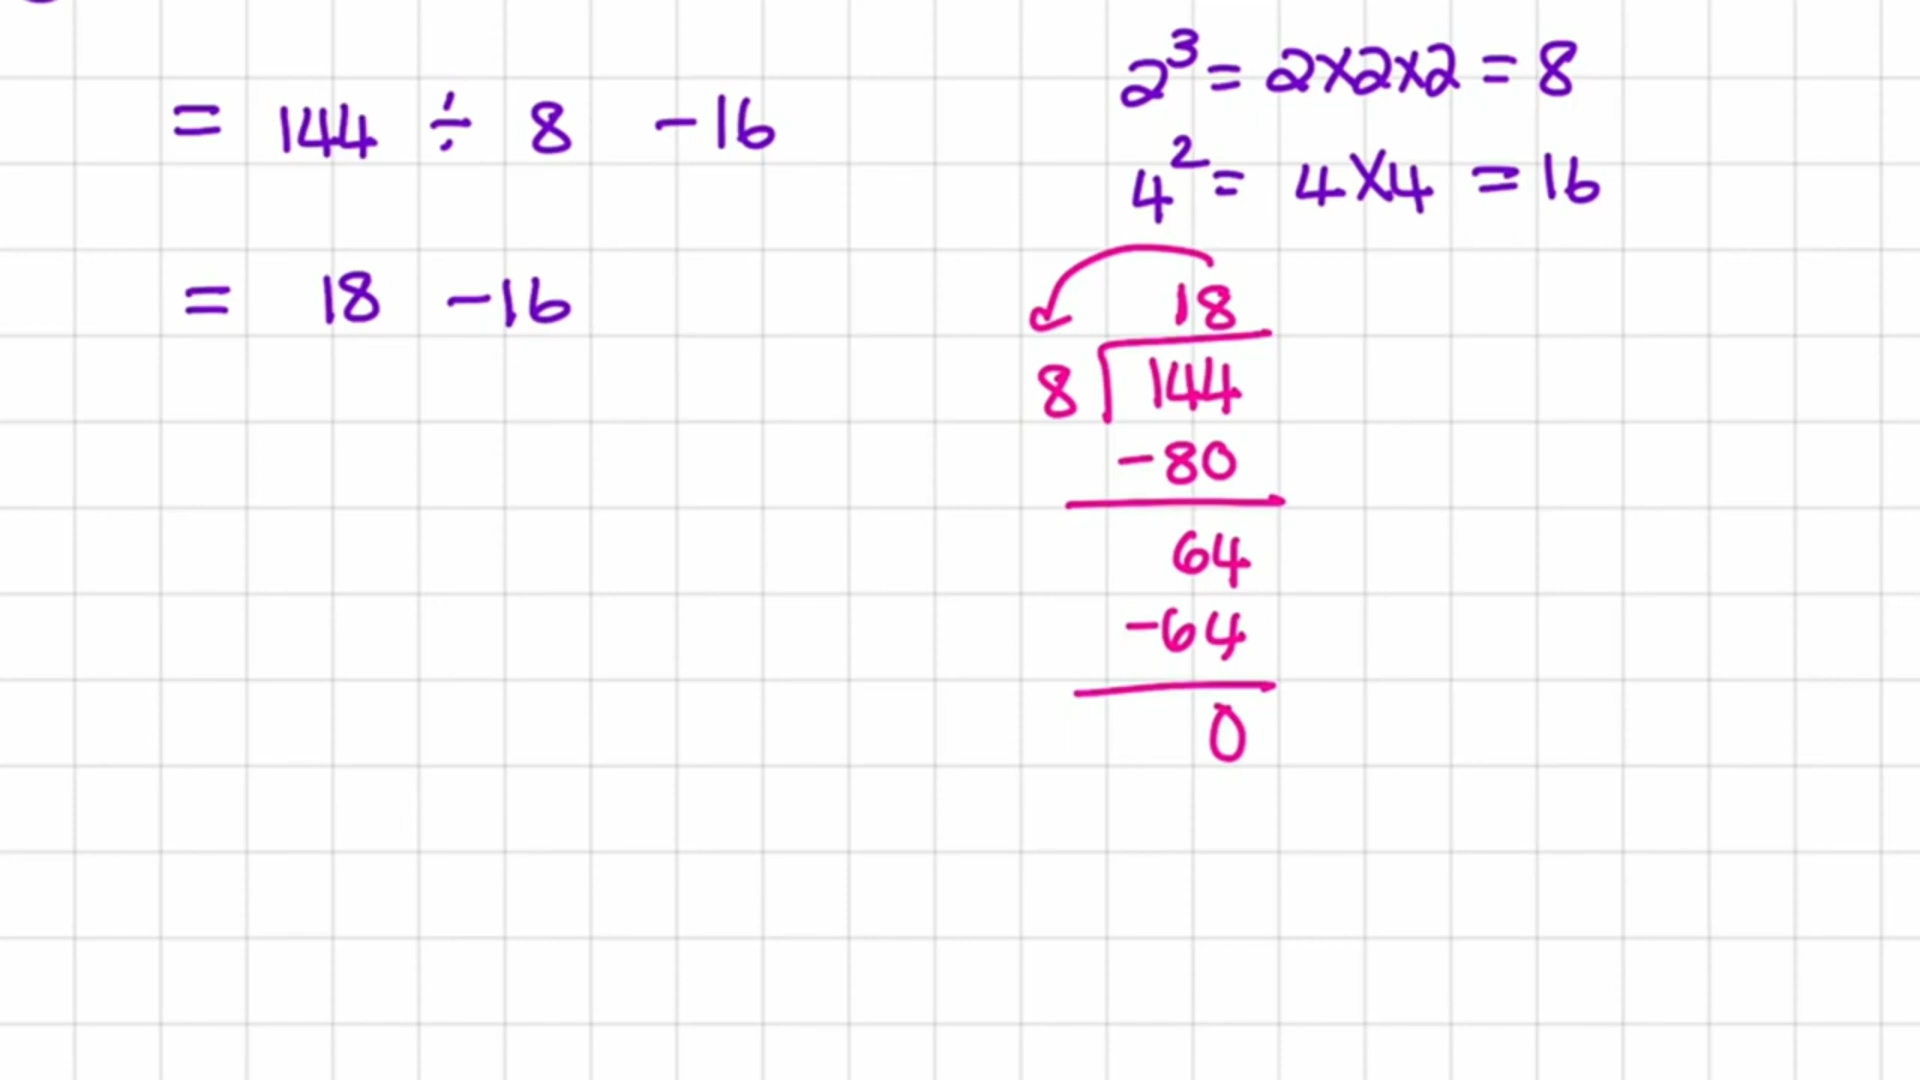 = 144 ÷ 8 -16
= 18 -16
2³= 2×2×2 = 8
4²= 4×4 = 16
18
8 144
-80
64
-64
0